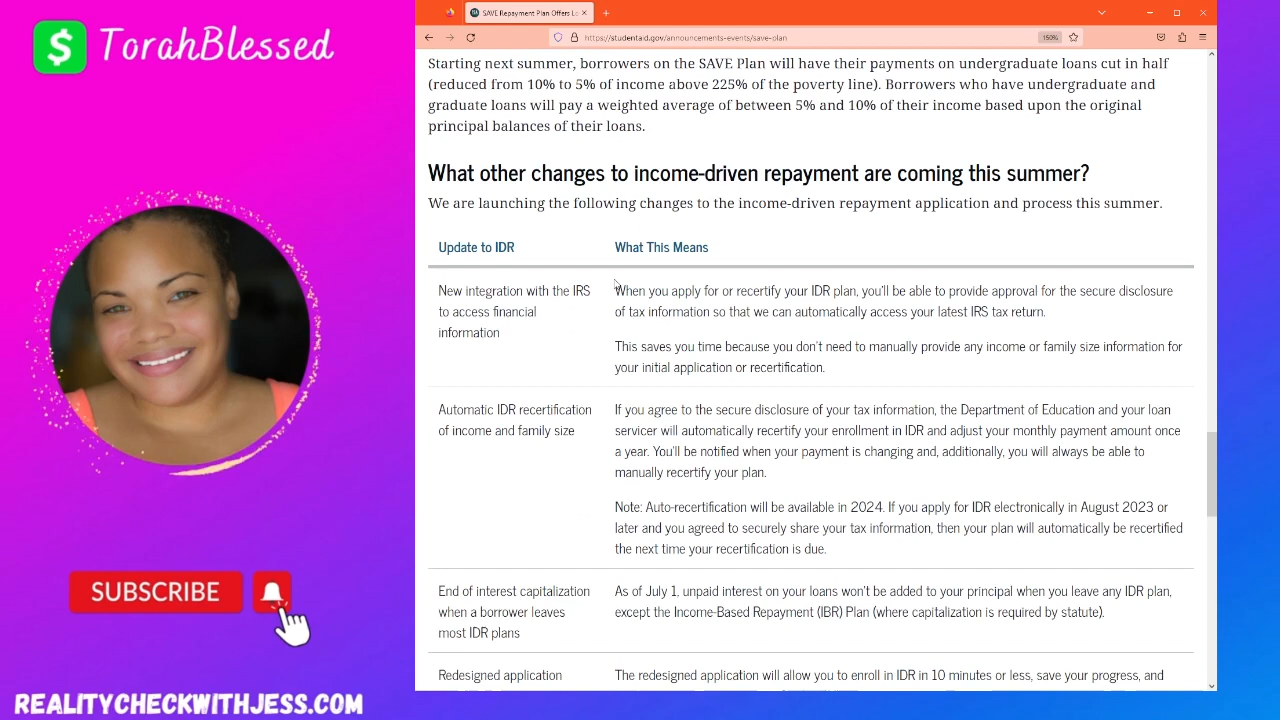 TorahBlessed
SUBSCRIBE
REALITYCHECKWITHJESS.COM
SAVE Repayment Plan Offers Lo
https://studentaid.gov/announcements-events/save-plan
150%
Starting next summer, borrowers on the SAVE Plan will have their payments on undergraduate loans cut in half
(reduced from 10% to 5% of income above 225% of the poverty line). Borrowers who have undergraduate and
graduate loans will pay a weighted average of between 5% and 10% of their income based upon the original
principal balances of their loans.
What other changes to income-driven repayment are coming this summer?
We are launching the following changes to the income-driven repayment application and process this summer.
Update to IDR
What This Means
New integration with the IRS
to access financial
information
When you apply for or recertify your IDR plan, you'll be able to provide approval for the secure disclosure
of tax information so that we can automatically access your latest IRS tax return.
This saves you time because you don't need to manually provide any income or family size information for
your initial application or recertification.
Automatic IDR recertification
of income and family size
If you agree to the secure disclosure of your tax information, the Department of Education and your loan
servicer will automatically recertify your enrollment in IDR and adjust your monthly payment amount once
a year. You'll be notified when your payment is changing and, additionally, you will always be able to
manually recertify your plan.
Note: Auto-recertification will be available in 2024. If you apply for IDR electronically in August 2023 or
later and you agreed to securely share your tax information, then your plan will automatically be recertified
the next time your recertification is due.
End of interest capitalization
when a borrower leaves
most IDR plans
As of July 1, unpaid interest on your loans won't be added to your principal when you leave any IDR plan,
except the Income-Based Repayment (IBR) Plan (where capitalization is required by statute).
Redesigned application
The redesigned application will allow you to enroll in IDR in 10 minutes or less, save your progress, and